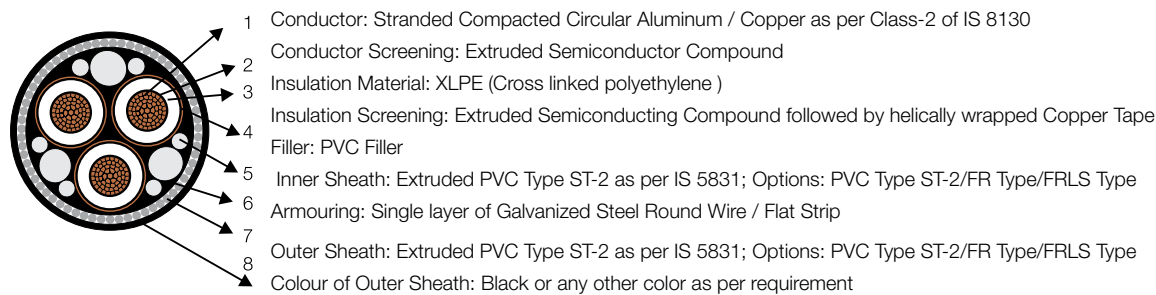 1 Conductor: Stranded Compacted Circular Aluminum / Copper as per Class-2 of IS 8130
Conductor Screening: Extruded Semiconductor Compound
2
3 Insulation Material: XLPE (Cross linked polyethylene )
Insulation Screening: Extruded Semiconducting Compound followed by helically wrapped Copper Tape
4
Filler: PVC Filler
5 Inner Sheath: Extruded PVC Type ST-2 as per IS 5831; Options: PVC Type ST-2/FR Type/FRLS Type
6 Armouring: Single layer of Galvanized Steel Round Wire / Flat Strip
7
Outer Sheath: Extruded PVC Type ST-2 as per IS 5831; Options: PVC Type ST-2/FR Type/FRLS Type
8
Colour of Outer Sheath: Black or any other color as per requirement